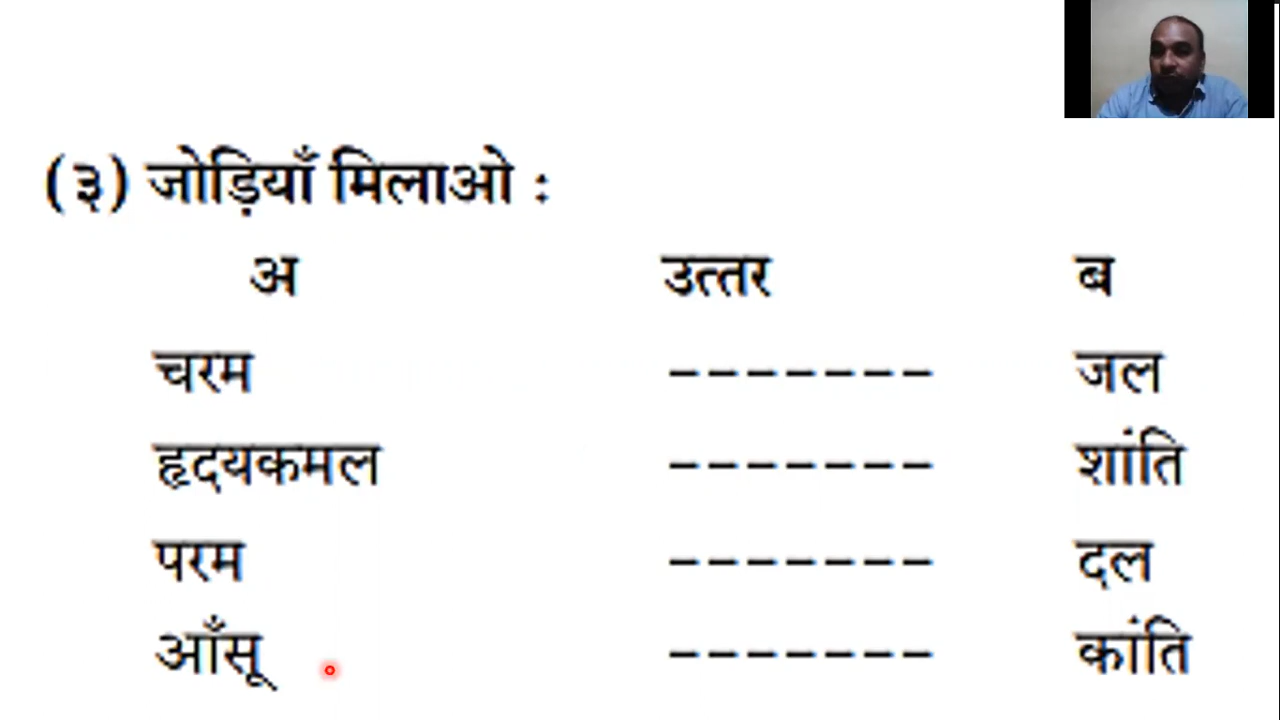 (३) जोड़ियाँ मिलाओ :
अ उत्तर ब
चरम ------- जल
हृदयकमल ------- शांति
परम ------- दल
आँसू ------- कांति